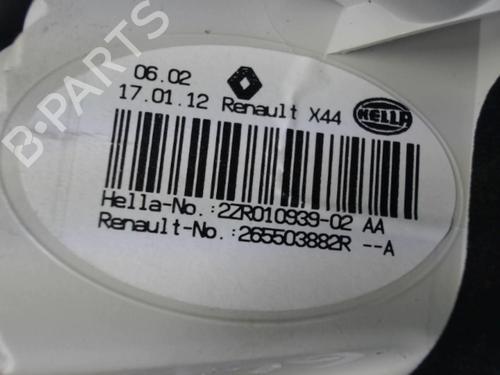 06.02
17.01.12 Renault X44 HELLA
Hella-No.:2ZR010939-02 AA
Renault-No.:265503882R --A
B-PARTS